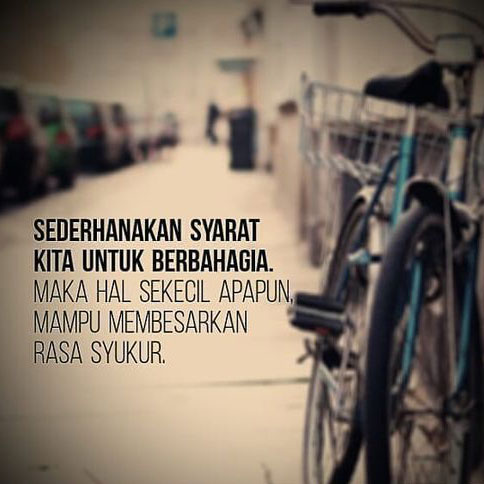 SEDERHANAKAN SYARAT
KITA UNTUK BERBAHAGIA.
MAKA HAL SEKECIL APAPUN,
MAMPU MEMBESARKAN
RASA SYUKUR.